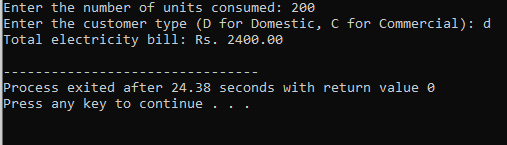 Enter the number of units consumed: 200
Enter the customer type (D for Domestic, C for Commercial): d
Total electricity bill: Rs. 2400.00
--------------------------------
Process exited after 24.38 seconds with return value 0
Press any key to continue . . .